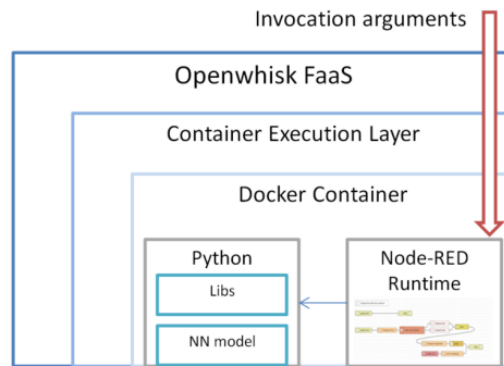 Invocation arguments
Openwhisk FaaS
Container Execution Layer
Docker Container
Python
Libs
NN model
Node-RED
Runtime